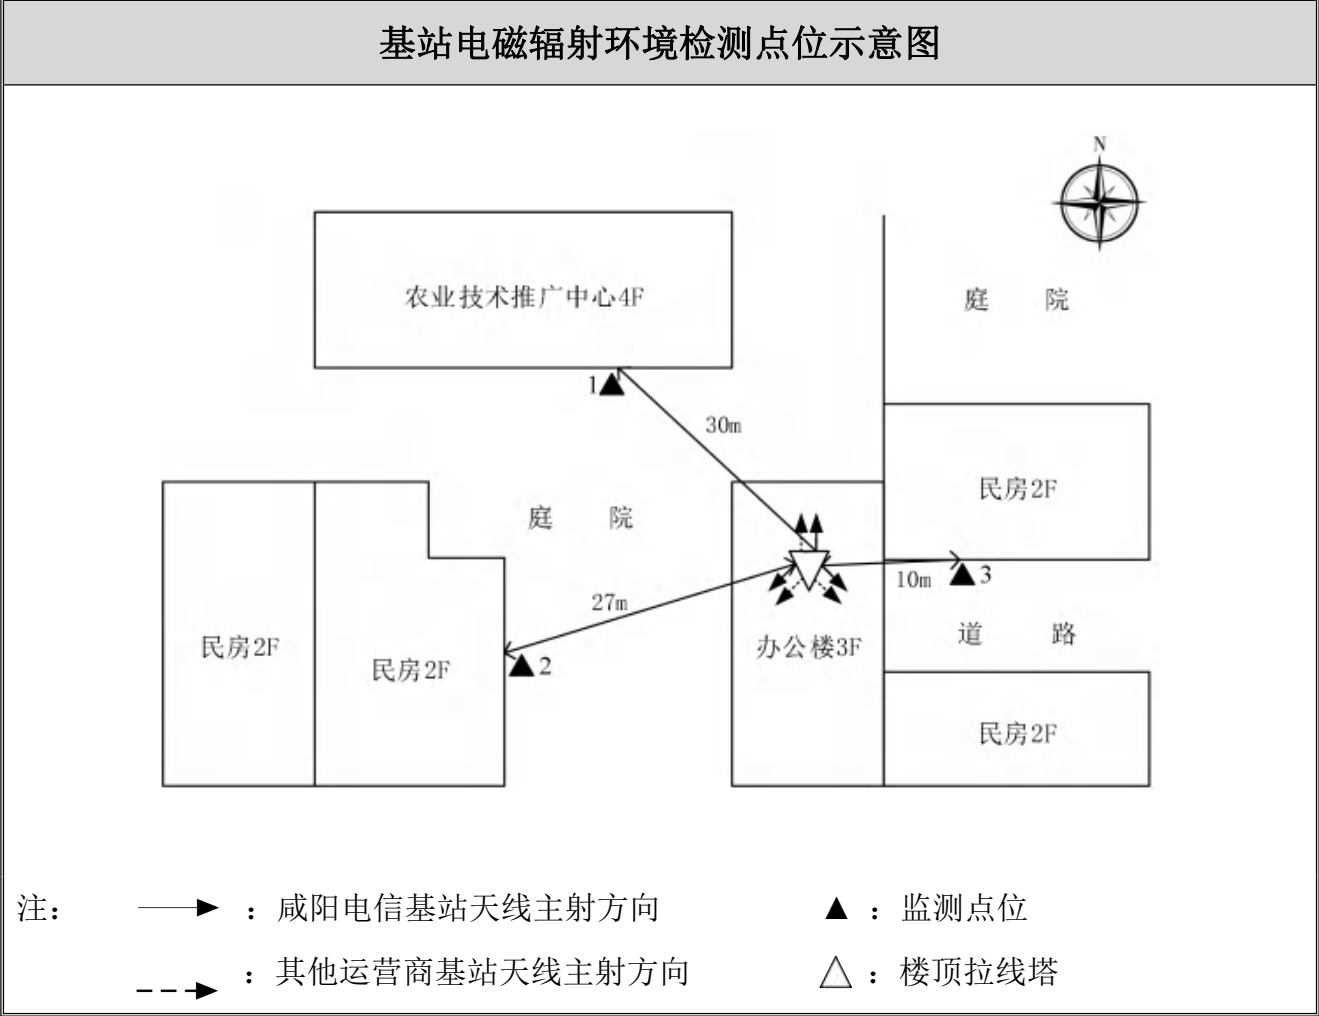 基站电磁辐射环境检测点位示意图
N
庭 院
农业技术推广中心4F
1
30m
民房2F
庭 院
10m
3
27m
民房2F
民房2F
2
办公楼3F
道 路
民房2F
注：
：咸阳电信基站天线主射方向
：监测点位
：其他运营商基站天线主射方向
：楼顶拉线塔